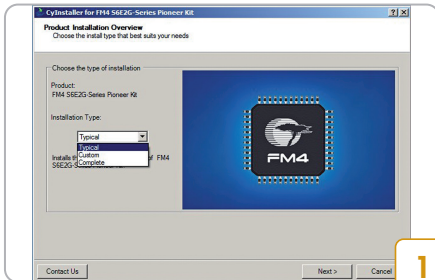 CyInstaller for FM4 S6E2G-Series Pioneer Kit
Product Installation Overview
Choose the install type that best suits your needs
Choose the type of installation
Product:
FM4 S6E2G-Series Pioneer Kit
Installation Type:
Typical
Typical
Custom
Complete
Installs th of FM4
S6E2G-S
FM4
Contact Us
Next >
Cancel
1